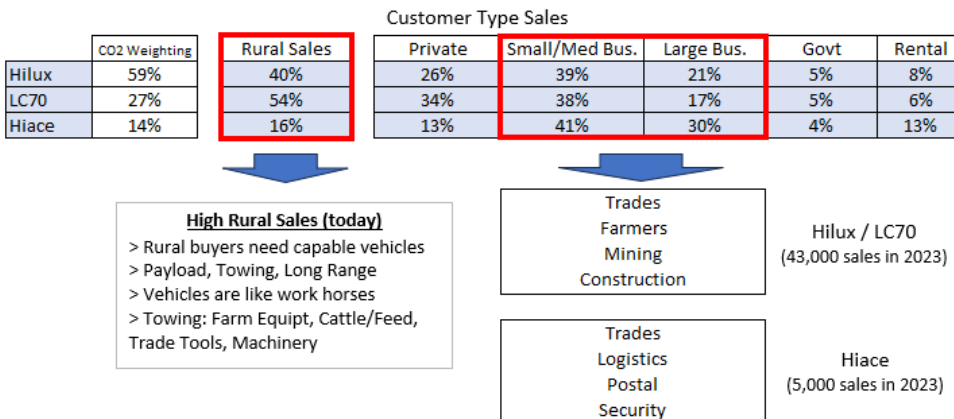 Customer Type Sales
CO2 Weighting Rural Sales Private Small/Med Bus. Large Bus. Govt Rental
Hilux 59% 40% 26% 39% 21% 5% 8%
LC70 27% 54% 34% 38% 17% 5% 6%
Hiace 14% 16% 13% 41% 30% 4% 13%
High Rural Sales (today)
> Rural buyers need capable vehicles
> Payload, Towing, Long Range
> Vehicles are like work horses
> Towing: Farm Equipt, Cattle/Feed,
Trade Tools, Machinery
Trades
Farmers
Mining
Construction
Hilux / LC70
(43,000 sales in 2023)
Trades
Logistics
Postal
Security
Hiace
(5,000 sales in 2023)